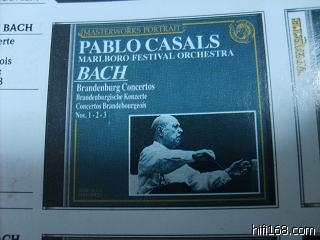 BACH
MASTERWORKS PORTRAIT
PABLO CASALS
MARLBORO FESTIVAL ORCHESTRA
BACH
Brandenburg Concertos
Brandenburgische Konzerte
Concertos Brandebourgeois
Nos. 1 - 2 - 3
BACH
hifi168.com